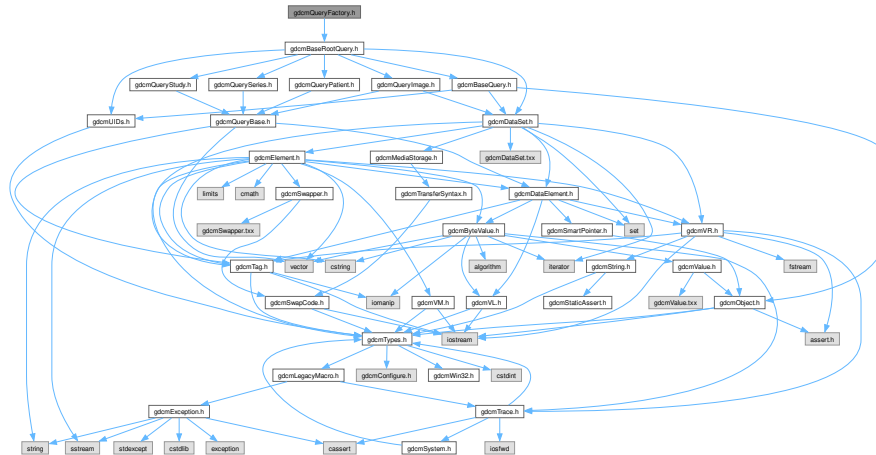 gdcmQueryFactory.h
gdcmBaseRootQuery.h
gdcmQueryStudy.h
gdcmQuerySeries.h
gdcmQueryPatient.h
gdcmQueryImage.h
gdcmBaseQuery.h
gdcmUIDs.h
gdcmQueryBase.h
gdcmDataSet.h
gdcmElement.h
gdcmMediaStorage.h
gdcmDataSet.txx
limits
cmath
gdcmSwapper.h
gdcmTransferSyntax.h
gdcmDataElement.h
gdcmSwapper.txx
gdcmByteValue.h
gdcmSmartPointer.h
set
gdcmVR.h
gdcmTag.h
vector
cstring
algorithm
iterator
gdcmString.h
gdcmValue.h
fstream
gdcmSwapCode.h
iomanip
gdcmVM.h
gdcmVL.h
gdcmStaticAssert.h
gdcmValue.txx
gdcmObject.h
gdcmTypes.h
iostream
assert.h
gdcmLegacyMacro.h
gdcmConfigure.h
gdcmWin32.h
cstdint
gdcmException.h
gdcmTrace.h
string
sstream
stdexcept
cstdlib
exception
cassert
gdcmSystem.h
iosfwd